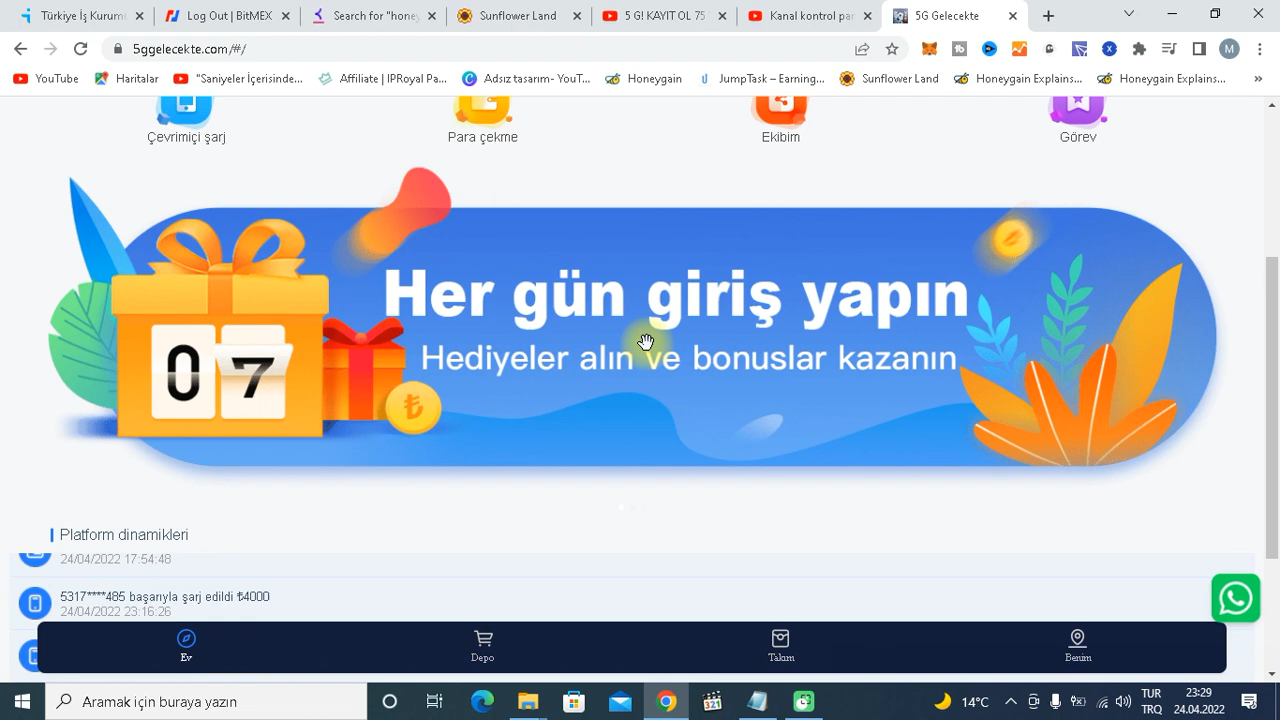 Türkiye İş Kurum
Log Out | BitMEX
Search for "honey
Sunflower Land
5 G! KAYIT OL 75
Kanal kontrol pan
5G Gelecekte
5ggelecekte.com/#/
M
YouTube
Haritalar
"Saniyeler İçerisinde...
Affiliate | IPRoyal Pa...
Adsız tasarım- YouT...
Honeygain
JumpTask – Earning...
Sunflower Land
Honeygain Explains...
Honeygain Explains...
Çevrimiçi şarj
Para çekme
Ekibim
Görev
07
₺
Her gün giriş yapın
Hediyeler alın ve bonuslar kazanın
Platform dinamikleri
24/04/2022 17:54:48
5317****485 başarıyla şarj edildi ₺4000
24/04/2022 23:16:26
Ev
Depo
Takım
Benim
Aramak için buraya yazın
321
14°C
TUR
TRQ
23:29
24.04.2022